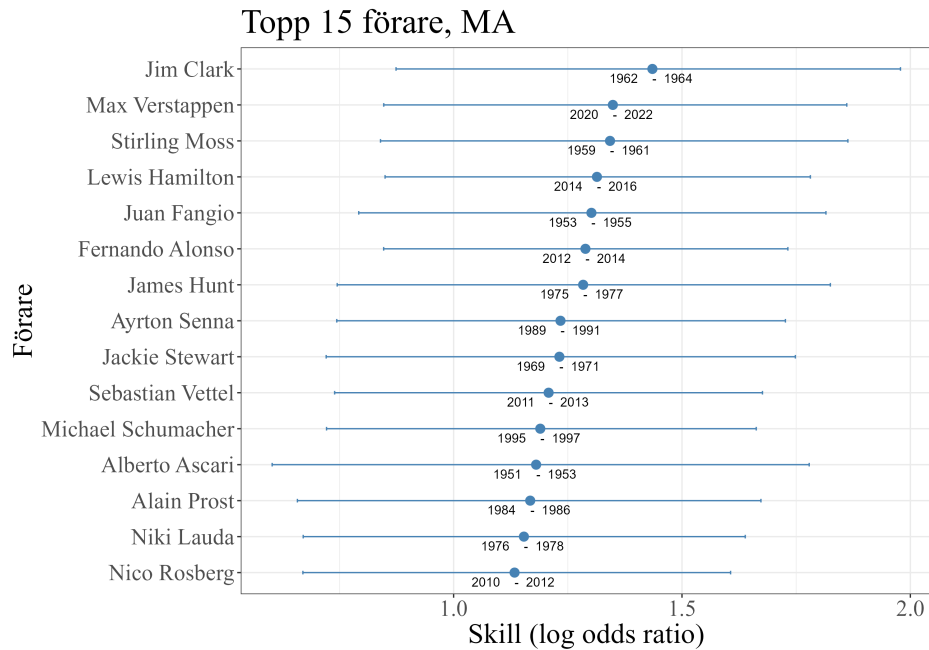 Topp 15 förare, MA
Förare
Jim Clark
1962 - 1964
Max Verstappen
2020 - 2022
Stirling Moss
1959 - 1961
Lewis Hamilton
2014 - 2016
Juan Fangio
1953 - 1955
Fernando Alonso
2012 - 2014
James Hunt
1975 - 1977
Ayrton Senna
1989 - 1991
Jackie Stewart
1969 - 1971
Sebastian Vettel
2011 - 2013
Michael Schumacher
1995 - 1997
Alberto Ascari
1951 - 1953
Alain Prost
1984 - 1986
Niki Lauda
1976 - 1978
Nico Rosberg
2010 - 2012
1.0 1.5 2.0
Skill (log odds ratio)